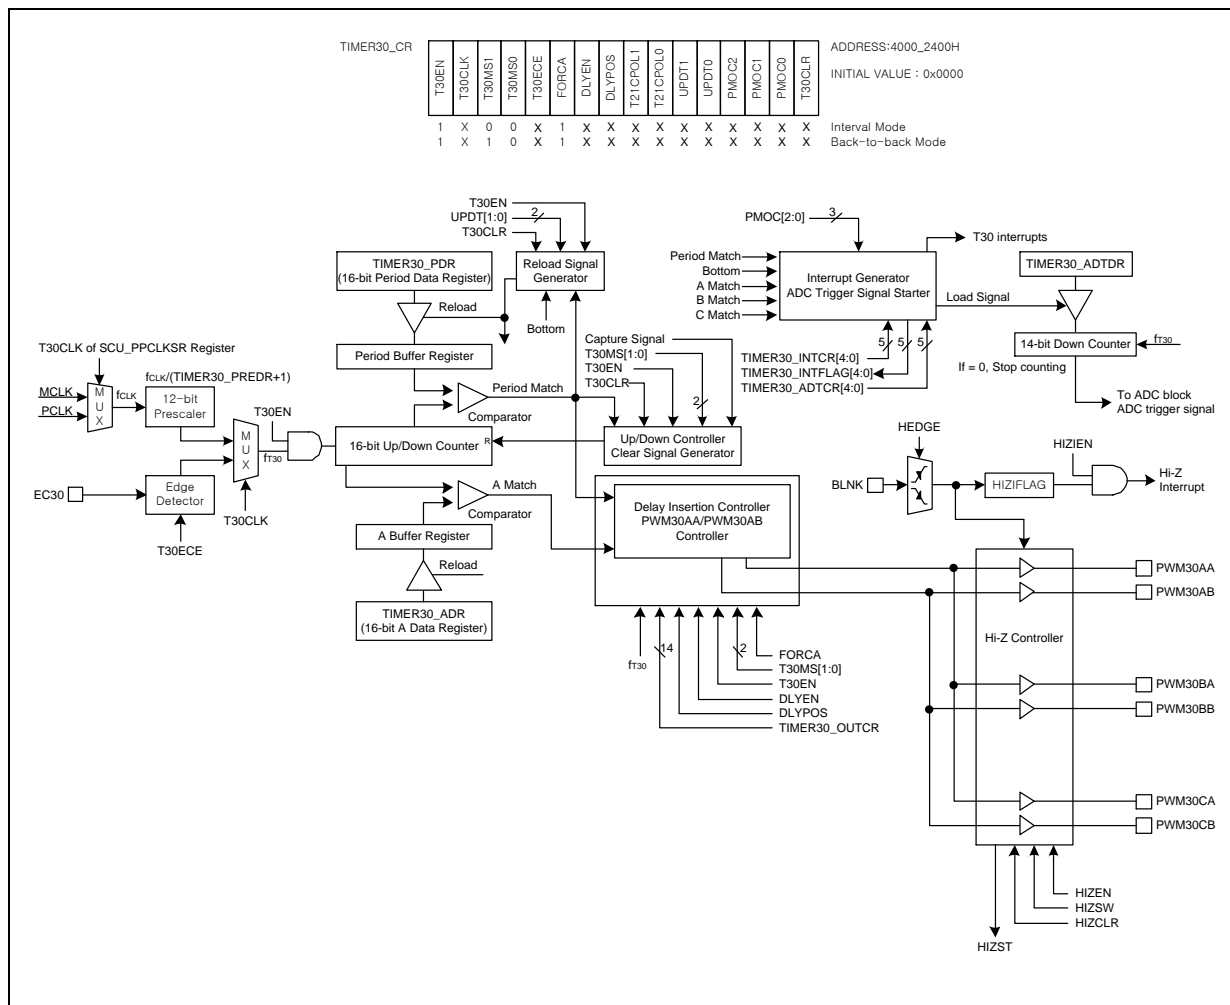 TIMER30_CR
T30EN
T30CLK
T30MS1
T30MS0
T30ECE
FORCA
DLYEN
DLYPOS
T21CPOL1
T21CPOL0
UPDT1
UPDT0
PMOC2
PMOC1
PMOC0
T30CLR
ADDRESS:4000_2400H
INITIAL VALUE : 0x0000
1 X 0 0 X 1 X X X X X X X X X X Interval Mode
1 X 1 0 X 1 X X X X X X X X X X Back-to-back Mode
T30EN
UPDT[1:0] 2
T30CLR
TIMER30_PDR
(16-bit Period Data Register)
Reload Signal
Generator
Reload
Bottom
Period Buffer Register
PMOC[2:0] 3
T30 interrupts
Period Match
Bottom
A Match
B Match
C Match
Interrupt Generator
ADC Trigger Signal Starter
Load Signal
TIMER30_ADTDR
14-bit Down Counter
fT30
If = 0, Stop counting
To ADC block
ADC trigger signal
5 5 5
TIMER30_INTCR[4:0]
TIMER30_INTFLAG[4:0]
TIMER30_ADTCR[4:0]
Capture Signal
T30MS[1:0]
T30EN
T30CLR
2
T30CLK of SCU_PPCLKSR Register
MCLK
PCLK
MUX
fCLK
fCLK/(TIMER30_PREDR+1)
12-bit
Prescaler
T30EN
MUX
fT30
T30CLK
EC30
Edge
Detector
T30ECE
16-bit Up/Down Counter
R
Period Match
Comparator
Up/Down Controller
Clear Signal Generator
A Match
Comparator
A Buffer Register
Reload
TIMER30_ADR
(16-bit A Data Register)
Delay Insertion Controller
PWM30AA/PWM30AB
Controller
fT30
14
2
FORCA
T30MS[1:0]
T30EN
DLYEN
DLYPOS
TIMER30_OUTCR
HEDGE
BLNK
HIZIFLAG
HIZIEN
Hi-Z
Interrupt
Hi-Z Controller
PWM30AA
PWM30AB
PWM30BA
PWM30BB
PWM30CA
PWM30CB
HIZEN
HIZSW
HIZCLR
HIZST